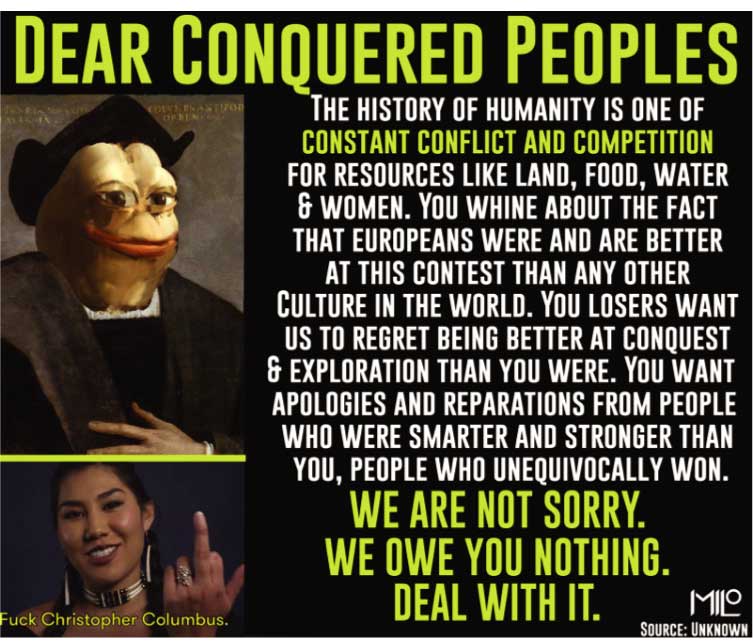 DEAR CONQUERED PEOPLES
THE HISTORY OF HUMANITY IS ONE OF
CONSTANT CONFLICT AND COMPETITION
FOR RESOURCES LIKE LAND, FOOD, WATER
& WOMEN. YOU WHINE ABOUT THE FACT
THAT EUROPEANS WERE AND ARE BETTER
AT THIS CONTEST THAN ANY OTHER
CULTURE IN THE WORLD. YOU LOSERS WANT
US TO REGRET BEING BETTER AT CONQUEST
& EXPLORATION THAN YOU WERE. YOU WANT
APOLOGIES AND REPARATIONS FROM PEOPLE
WHO WERE SMARTER AND STRONGER THAN
YOU, PEOPLE WHO UNEQUIVOCALLY WON.
WE ARE NOT SORRY.
WE OWE YOU NOTHING.
DEAL WITH IT.
Fuck Christopher Columbus.
MILO
SOURCE: UNKNOWN